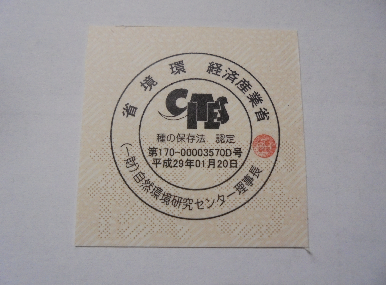 省境環 経済産業省
CITES
種の保存法 認定
第170-00003570D号
平成29年01月20日
(一財)自然環境研究センター理事長